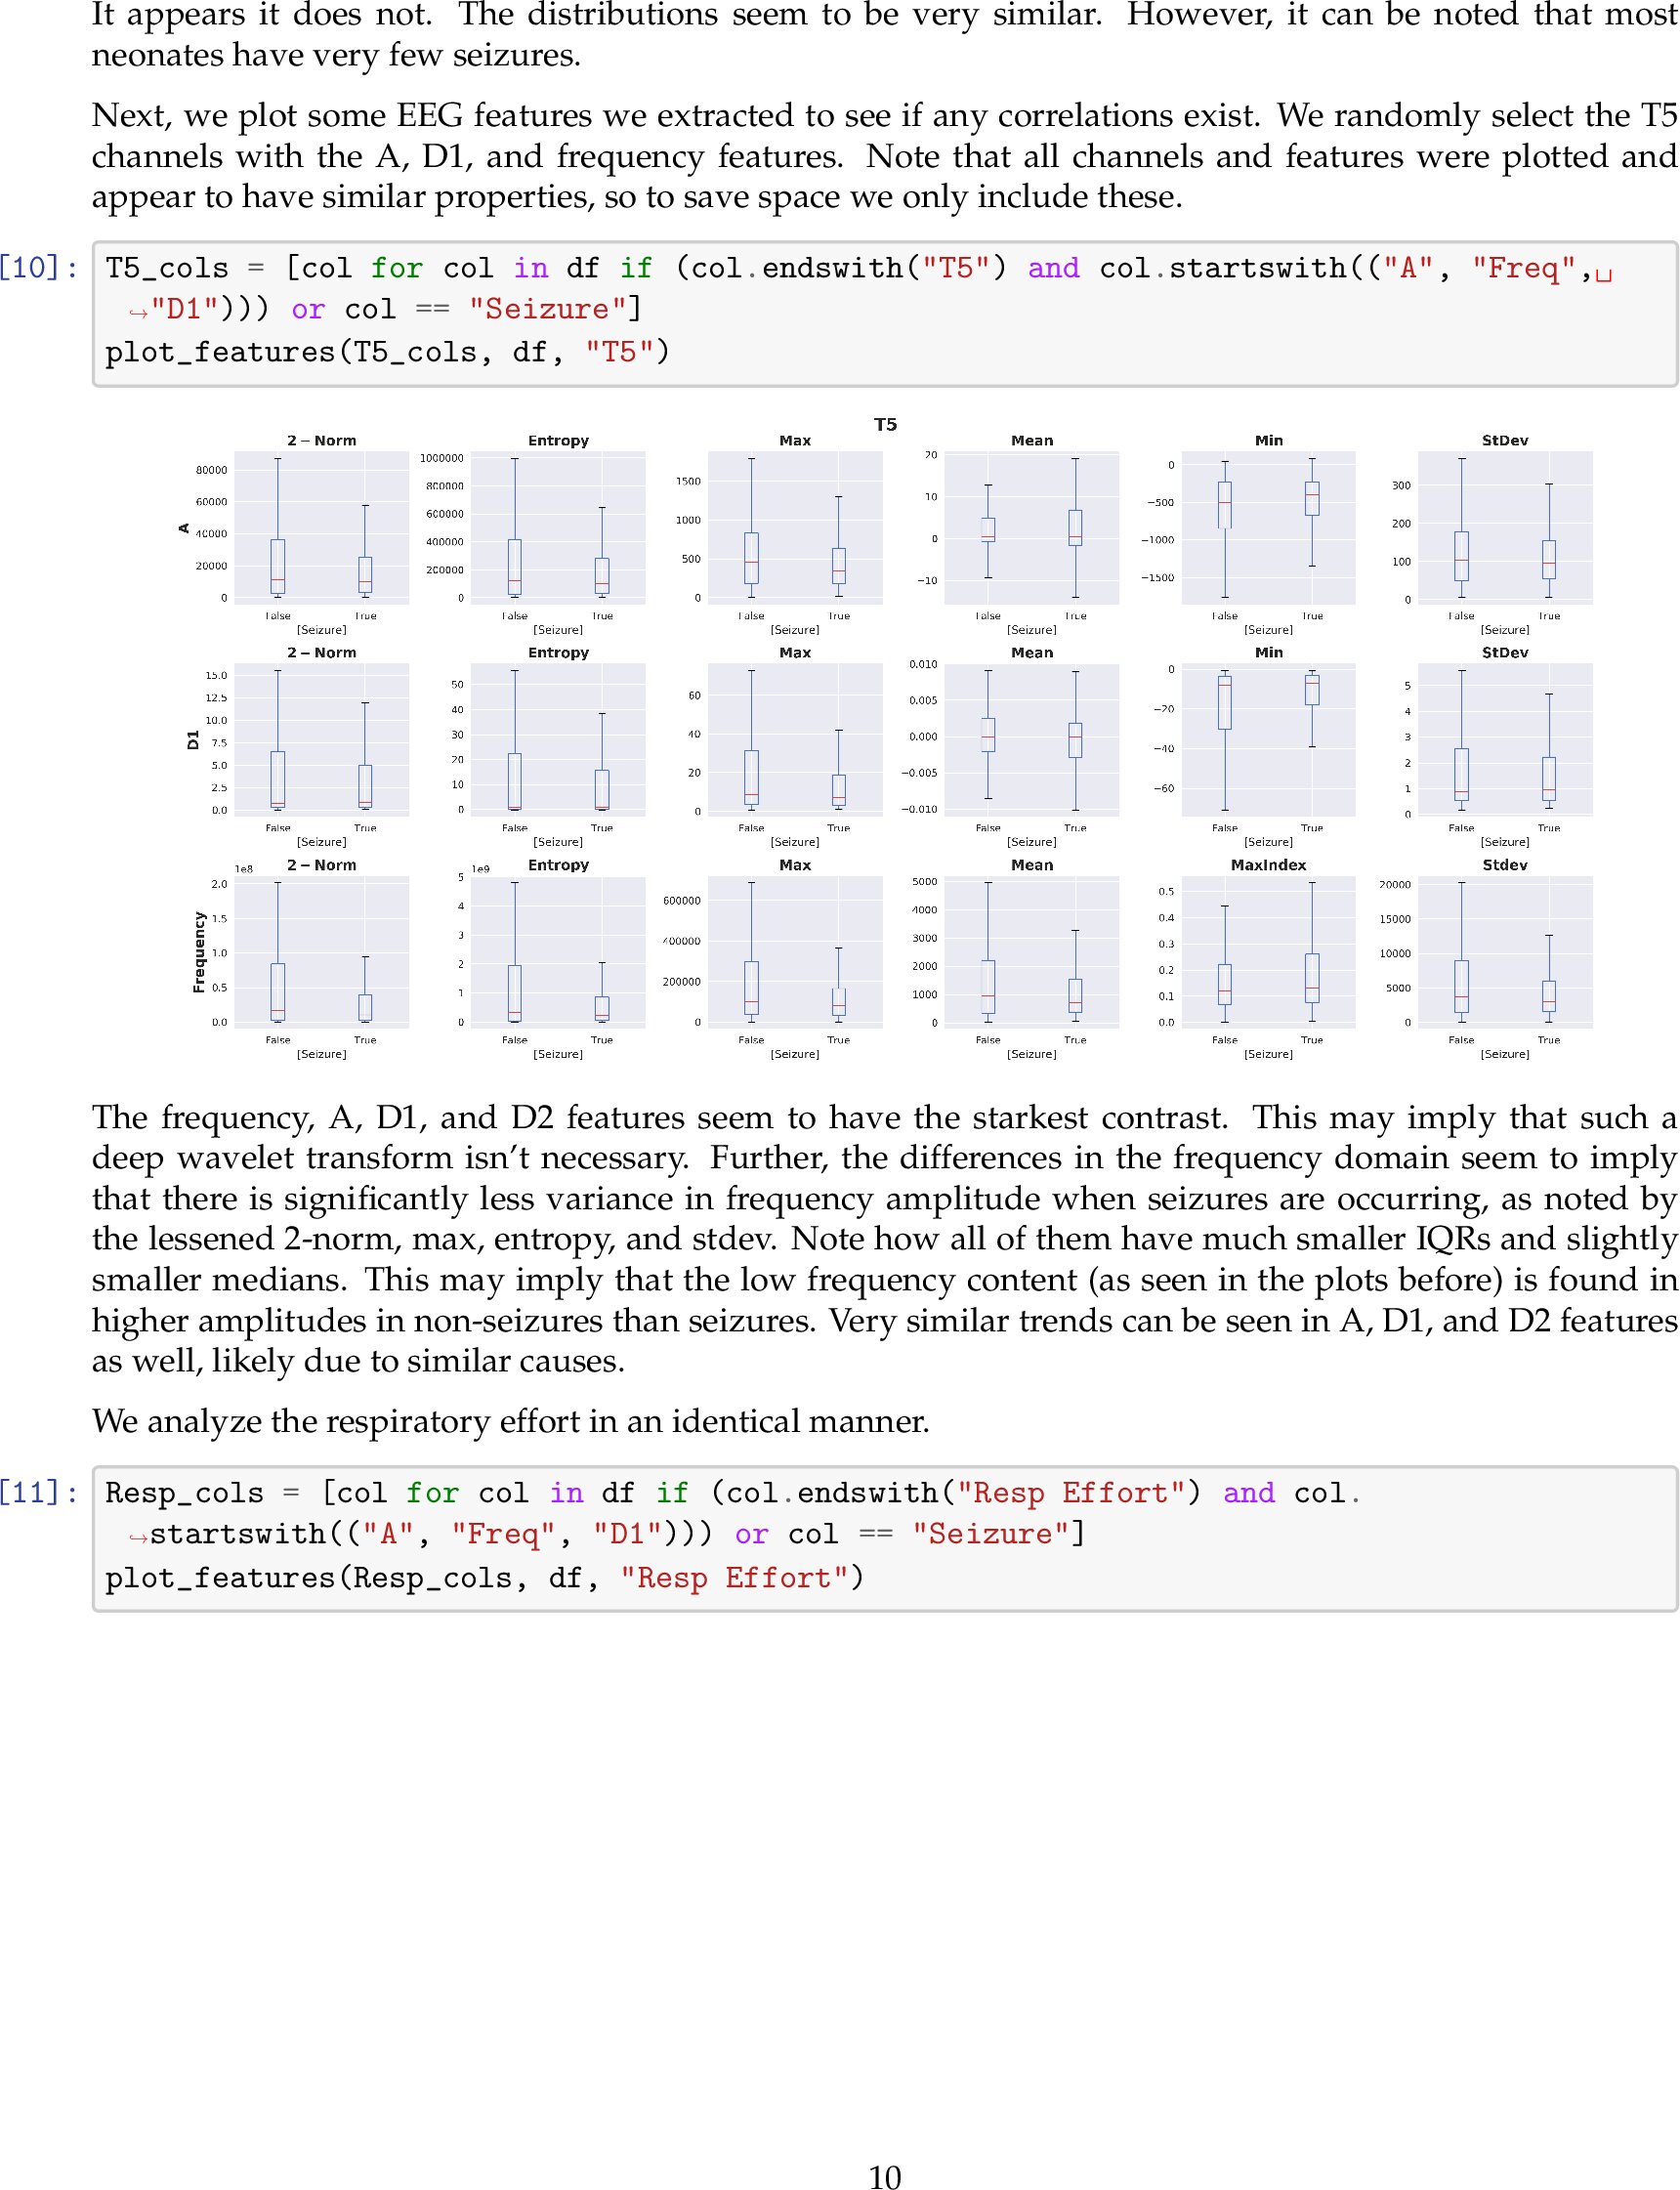 It appears it does not. The distributions seem to be very similar. However, it can be noted that most
neonates have very few seizures.
Next, we plot some EEG features we extracted to see if any correlations exist. We randomly select the T5
channels with the A, D1, and frequency features. Note that all channels and features were plotted and
appear to have similar properties, so to save space we only include these.
[10]: T5_cols = [col for col in df if (col.endswith("T5") and col.startswith(("A", "Freq",␣
↪"D1"))) or col == "Seizure"]
plot_features(T5_cols, df, "T5")
T5
2 − Norm Entropy Max Mean Min StDev
A
80000 60000 40000 20000 0
1000000 800000 600000 400000 200000 0
1500 1000 500 0
20 10 0 −10
0 −500 −1000 −1500
300 200 100 0
False True False True False True False True False True False True
[Seizure] [Seizure] [Seizure] [Seizure] [Seizure] [Seizure]
2 − Norm Entropy Max Mean Min StDev
D1
15.0 12.5 10.0 7.5 5.0 2.5 0.0
50 40 30 20 10 0
60 40 20 0
0.010 0.005 0.000 −0.005 −0.010
0 −20 −40 −60
5 4 3 2 1 0
False True False True False True False True False True False True
[Seizure] [Seizure] [Seizure] [Seizure] [Seizure] [Seizure]
1e8 2 − Norm 1e9 Entropy Max Mean MaxIndex Stdev
Frequency
2.0 1.5 1.0 0.5 0.0
5 4 3 2 1 0
600000 400000 200000 0
5000 4000 3000 2000 1000 0
0.5 0.4 0.3 0.2 0.1 0.0
20000 15000 10000 5000 0
False True False True False True False True False True False True
[Seizure] [Seizure] [Seizure] [Seizure] [Seizure] [Seizure]
The frequency, A, D1, and D2 features seem to have the starkest contrast. This may imply that such a
deep wavelet transform isn't necessary. Further, the differences in the frequency domain seem to imply
that there is significantly less variance in frequency amplitude when seizures are occurring, as noted by
the lessened 2-norm, max, entropy, and stdev. Note how all of them have much smaller IQRs and slightly
smaller medians. This may imply that the low frequency content (as seen in the plots before) is found in
higher amplitudes in non-seizures than seizures. Very similar trends can be seen in A, D1, and D2 features
as well, likely due to similar causes.
We analyze the respiratory effort in an identical manner.
[11]: Resp_cols = [col for col in df if (col.endswith("Resp Effort") and col.
↪startswith(("A", "Freq", "D1"))) or col == "Seizure"]
plot_features(Resp_cols, df, "Resp Effort")
10